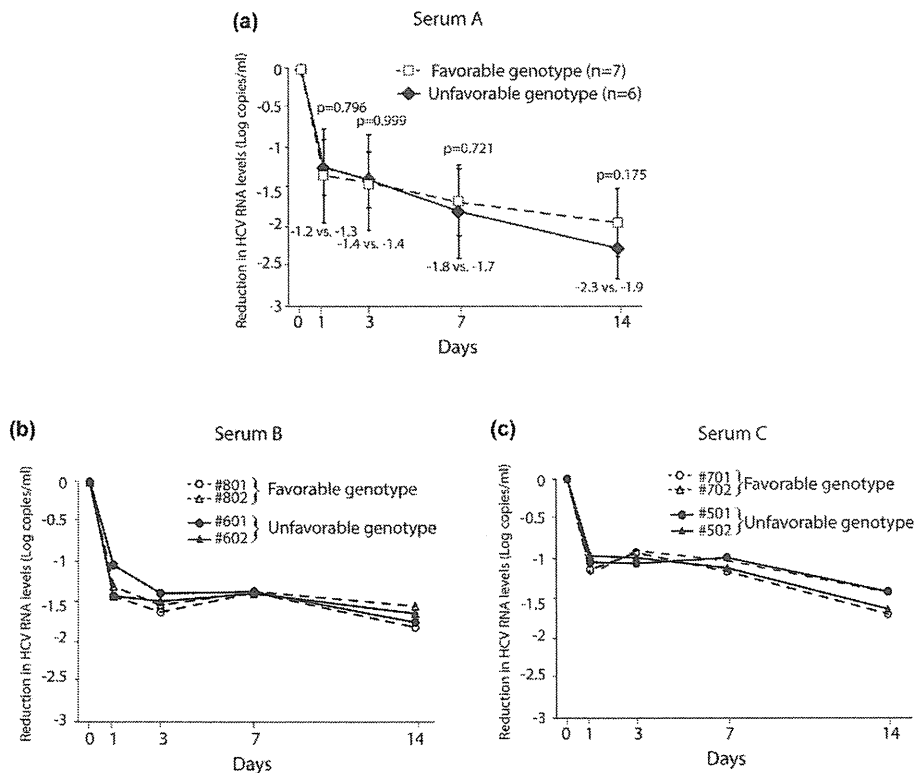 (a)
Serum A
Favorable genotype (n=7)
Unfavorable genotype (n=6)
Reduction in HCV RNA levels (Log copies/ml)
0
-0.5
-1
-1.5
-2
-2.5
-3
p=0.796
p=0.999
p=0.721
p=0.175
-1.2 vs. -1.3
-1.4 vs. -1.4
-1.8 vs. -1.7
-2.3 vs. -1.9
0 1 3 7 14
Days
(b)
Serum B
#801
#802
Favorable genotype
#601
#602
Unfavorable genotype
Reduction in HCV RNA levels (Log copies/ml)
0
-0.5
-1
-1.5
-2
-2.5
-3
0 1 3 7 14
Days
(c)
Serum C
#701
#702
Favorable genotype
#501
#502
Unfavorable genotype
Reduction in HCV RNA levels (Log copies/ml)
0
-0.5
-1
-1.5
-2
-2.5
-3
0 1 3 7 14
Days